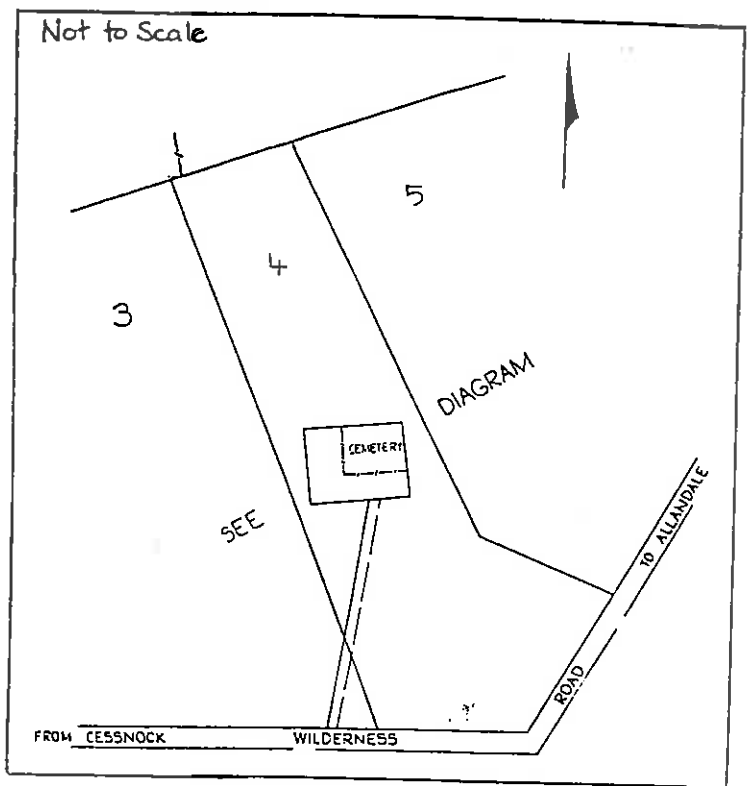 Not to Scale
5
4
3
DIAGRAM
CEMETERY
SEE
TO ALLANDALE
ROAD
FROM CESSNOCK WILDERNESS